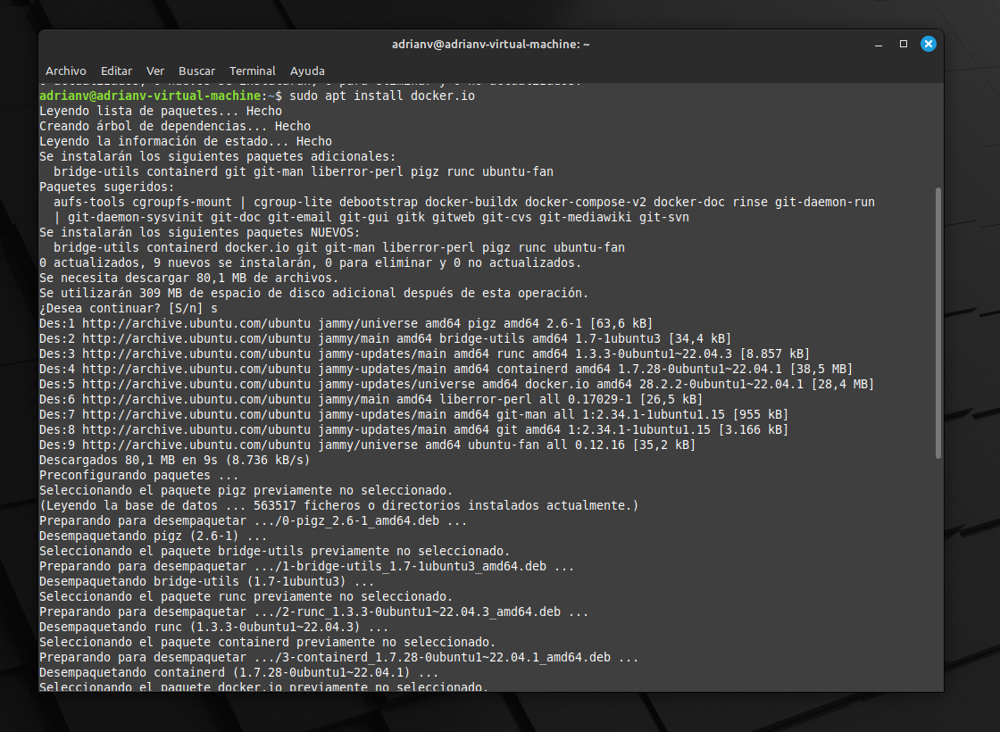 adrianv@adrianv-virtual-machine: ~
Archivo Editar Ver Buscar Terminal Ayuda
0 actualizados, 0 nuevos se instalarán, 0 para eliminar y 0 no actualizados.
adrianv@adrianv-virtual-machine:~$ sudo apt install docker.io
Leyendo lista de paquetes... Hecho
Creando árbol de dependencias... Hecho
Leyendo la información de estado... Hecho
Se instalarán los siguientes paquetes adicionales:
  bridge-utils containerd git git-man liberror-perl pigz runc ubuntu-fan
Paquetes sugeridos:
  aufs-tools cgroupfs-mount | cgroup-lite debootstrap docker-buildx docker-compose-v2 docker-doc rinse git-daemon-run
  | git-daemon-sysvinit git-doc git-email git-gui gitk gitweb git-cvs git-mediawiki git-svn
Se instalarán los siguientes paquetes NUEVOS:
  bridge-utils containerd docker.io git git-man liberror-perl pigz runc ubuntu-fan
0 actualizados, 9 nuevos se instalarán, 0 para eliminar y 0 no actualizados.
Se necesita descargar 80,1 MB de archivos.
Se utilizarán 309 MB de espacio de disco adicional después de esta operación.
¿Desea continuar? [S/n] s
Des:1 http://archive.ubuntu.com/ubuntu jammy/universe amd64 pigz amd64 2.6-1 [63,6 kB]
Des:2 http://archive.ubuntu.com/ubuntu jammy/main amd64 bridge-utils amd64 1.7-1ubuntu3 [34,4 kB]
Des:3 http://archive.ubuntu.com/ubuntu jammy-updates/main amd64 runc amd64 1.3.3-0ubuntu1~22.04.3 [8.857 kB]
Des:4 http://archive.ubuntu.com/ubuntu jammy-updates/main amd64 containerd amd64 1.7.28-0ubuntu1~22.04.1 [38,5 MB]
Des:5 http://archive.ubuntu.com/ubuntu jammy-updates/universe amd64 docker.io amd64 28.2.2-0ubuntu1~22.04.1 [28,4 MB]
Des:6 http://archive.ubuntu.com/ubuntu jammy/main amd64 liberror-perl all 0.17029-1 [26,5 kB]
Des:7 http://archive.ubuntu.com/ubuntu jammy-updates/main amd64 git-man all 1:2.34.1-1ubuntu1.15 [955 kB]
Des:8 http://archive.ubuntu.com/ubuntu jammy-updates/main amd64 git amd64 1:2.34.1-1ubuntu1.15 [3.166 kB]
Des:9 http://archive.ubuntu.com/ubuntu jammy/universe amd64 ubuntu-fan all 0.12.16 [35,2 kB]
Descargados 80,1 MB en 9s (8.736 kB/s)
Preconfigurando paquetes ...
Seleccionando el paquete pigz previamente no seleccionado.
(Leyendo la base de datos ... 563517 ficheros o directorios instalados actualmente.)
Preparando para desempaquetar .../0-pigz_2.6-1_amd64.deb ...
Desempaquetando pigz (2.6-1) ...
Seleccionando el paquete bridge-utils previamente no seleccionado.
Preparando para desempaquetar .../1-bridge-utils_1.7-1ubuntu3_amd64.deb ...
Desempaquetando bridge-utils (1.7-1ubuntu3) ...
Seleccionando el paquete runc previamente no seleccionado.
Preparando para desempaquetar .../2-runc_1.3.3-0ubuntu1~22.04.3_amd64.deb ...
Desempaquetando runc (1.3.3-0ubuntu1~22.04.3) ...
Seleccionando el paquete containerd previamente no seleccionado.
Preparando para desempaquetar .../3-containerd_1.7.28-0ubuntu1~22.04.1_amd64.deb ...
Desempaquetando containerd (1.7.28-0ubuntu1~22.04.1) ...
Seleccionando el paquete docker.io previamente no seleccionado.